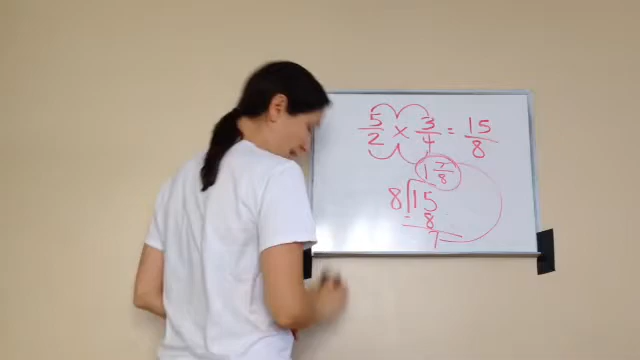 5/2 × 3/4 = 15/8
1 7/8
8 15
- 8
7